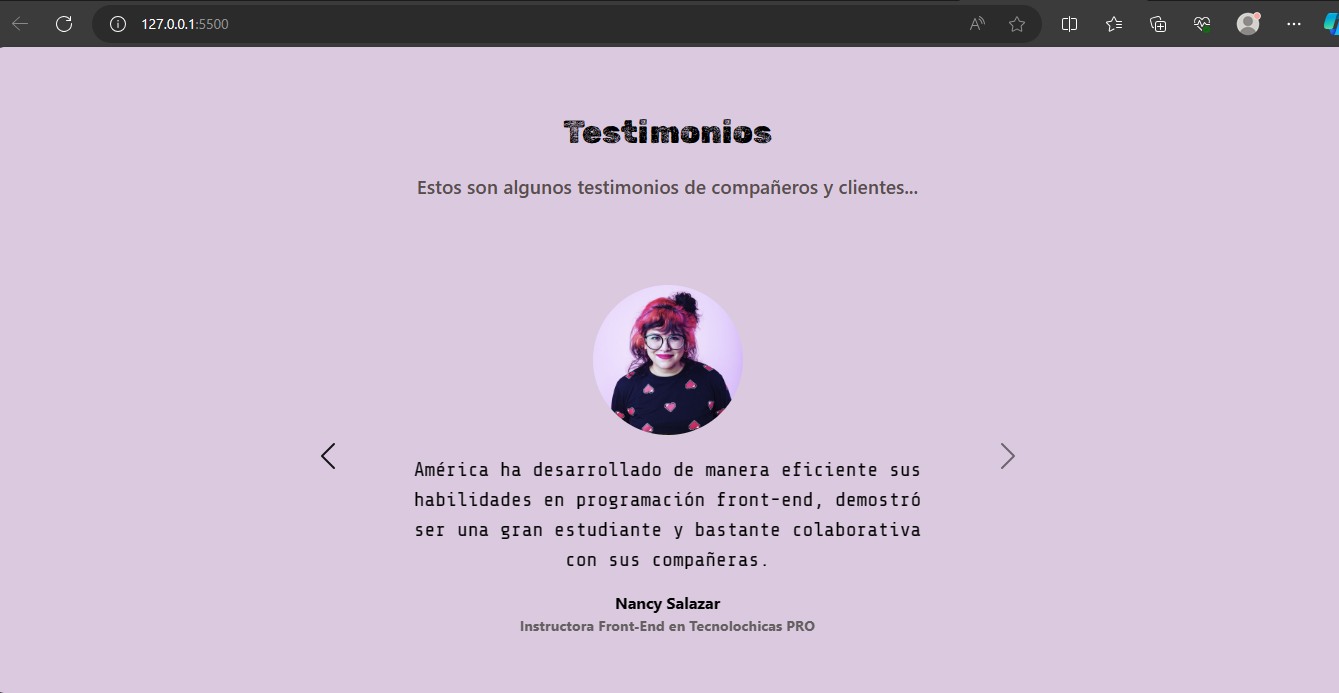 127.0.0.1:5500
Testimonios
Estos son algunos testimonios de compañeros y clientes...
América ha desarrollado de manera eficiente sus
habilidades en programación front-end, demostró
ser una gran estudiante y bastante colaborativa
con sus compañeras.
Nancy Salazar
Instructora Front-End en Tecnolochicas PRO